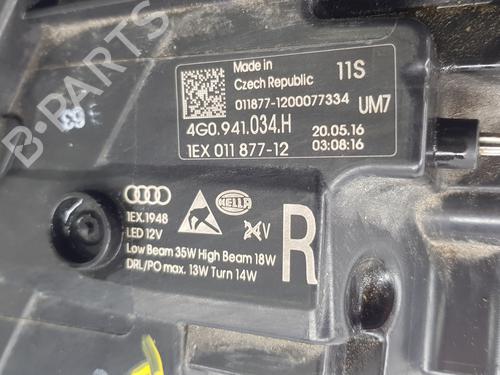 Made in
Czech Republic
11S
011877-1200077334
UM7
4G0.941.034.H
20.05.16
1EX 011 877-12
03:08:16
HELLA
1EX.1948
24V
LED 12V
Low Beam 35W High Beam 18W
DRL/PO max. 13W Turn 14W
R